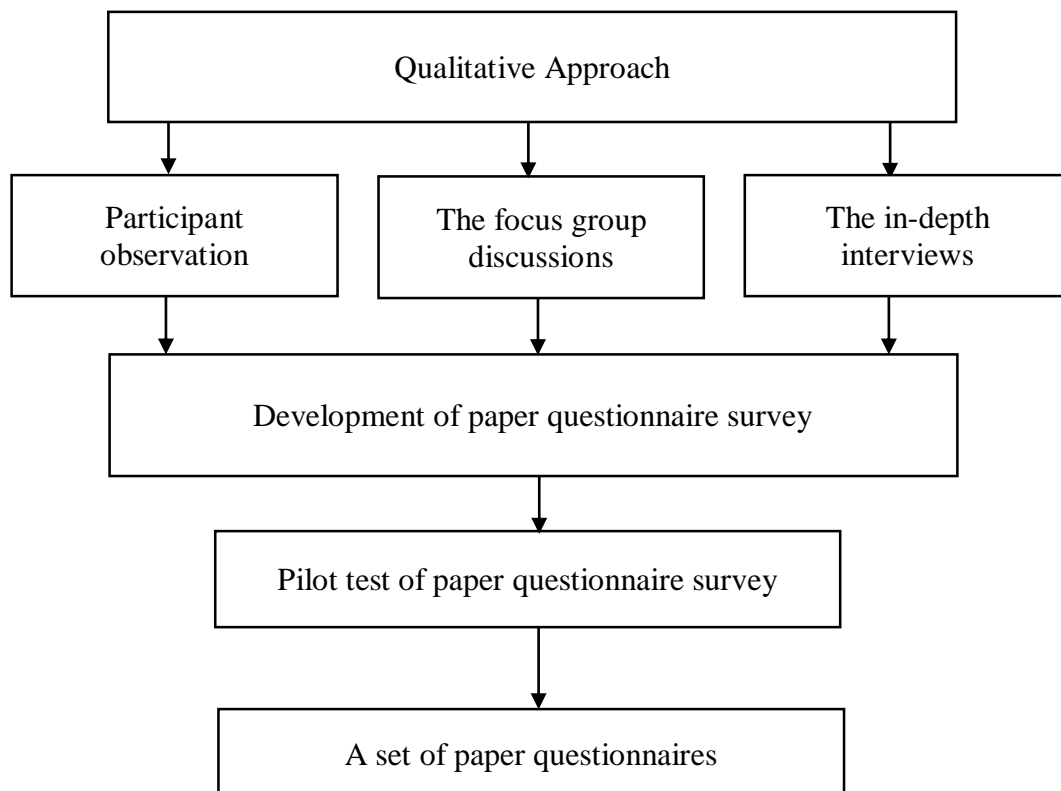 Qualitative Approach
Participant
observation
The focus group
discussions
The in-depth
interviews
Development of paper questionnaire survey
Pilot test of paper questionnaire survey
A set of paper questionnaires